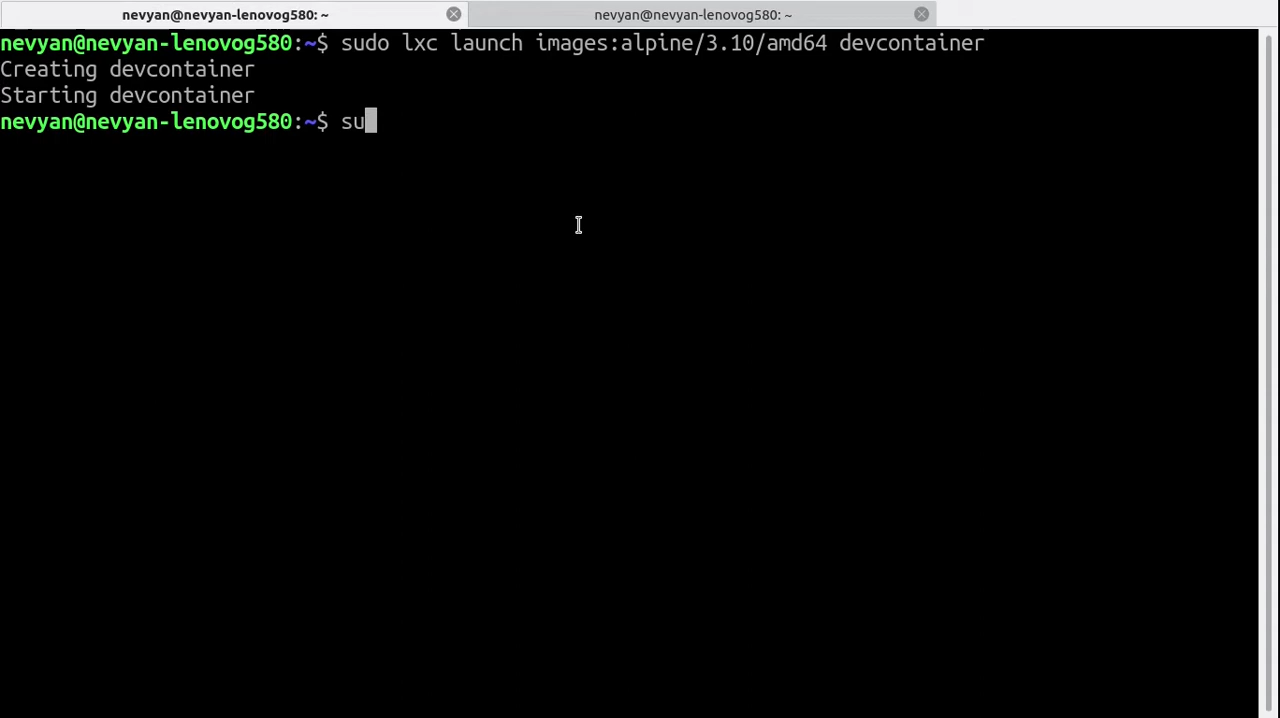 nevyan@nevyan-lenovog580: ~ nevyan@nevyan-lenovog580: ~
nevyan@nevyan-lenovog580:~$ sudo lxc launch images:alpine/3.10/amd64 devcontainer
Creating devcontainer
Starting devcontainer
nevyan@nevyan-lenovog580:~$ su